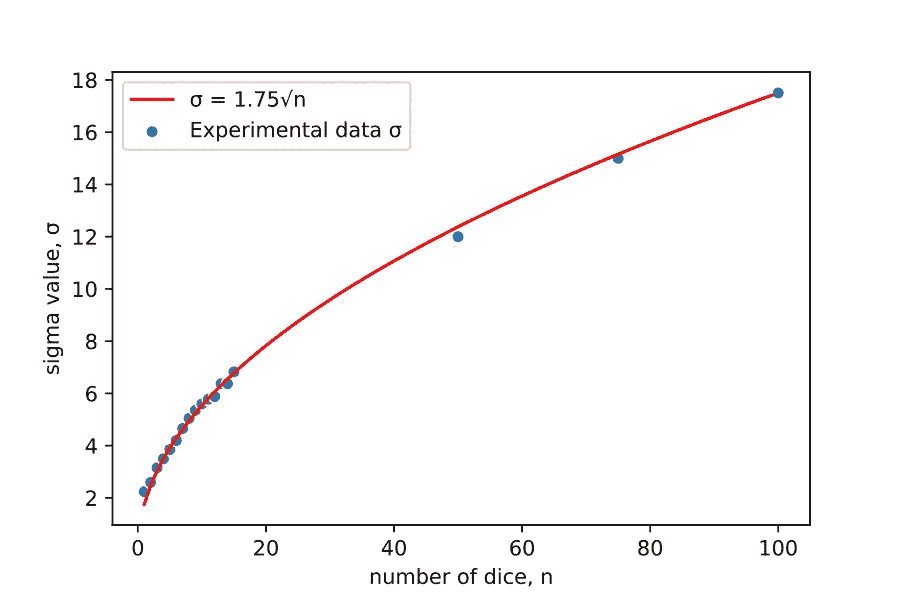 σ = 1.75√n
Experimental data σ
18
16
14
12
10
8
6
4
2
sigma value, σ
0 20 40 60 80 100
number of dice, n